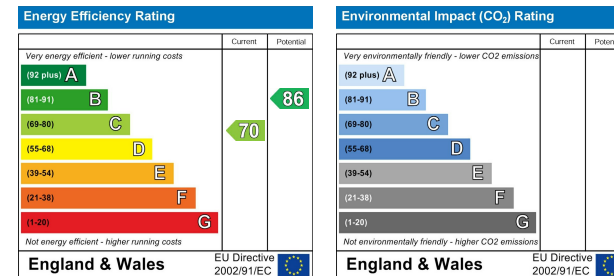 Energy Efficiency Rating
Current Potential
Very energy efficient - lower running costs
(92 plus) A
(81-91) B
86
(69-80) C
70
(55-68) D
(39-54) E
(21-38) F
(1-20) G
Not energy efficient - higher running costs
England & Wales
EU Directive
2002/91/EC
Environmental Impact (CO₂) Rating
Current
Very environmentally friendly - lower CO2 emissions
(92 plus) A
(81-91) B
(69-80) C
(55-68) D
(39-54) E
(21-38) F
(1-20) G
Not environmentally friendly - higher CO2 emissions
England & Wales
EU Directive
2002/91/EC